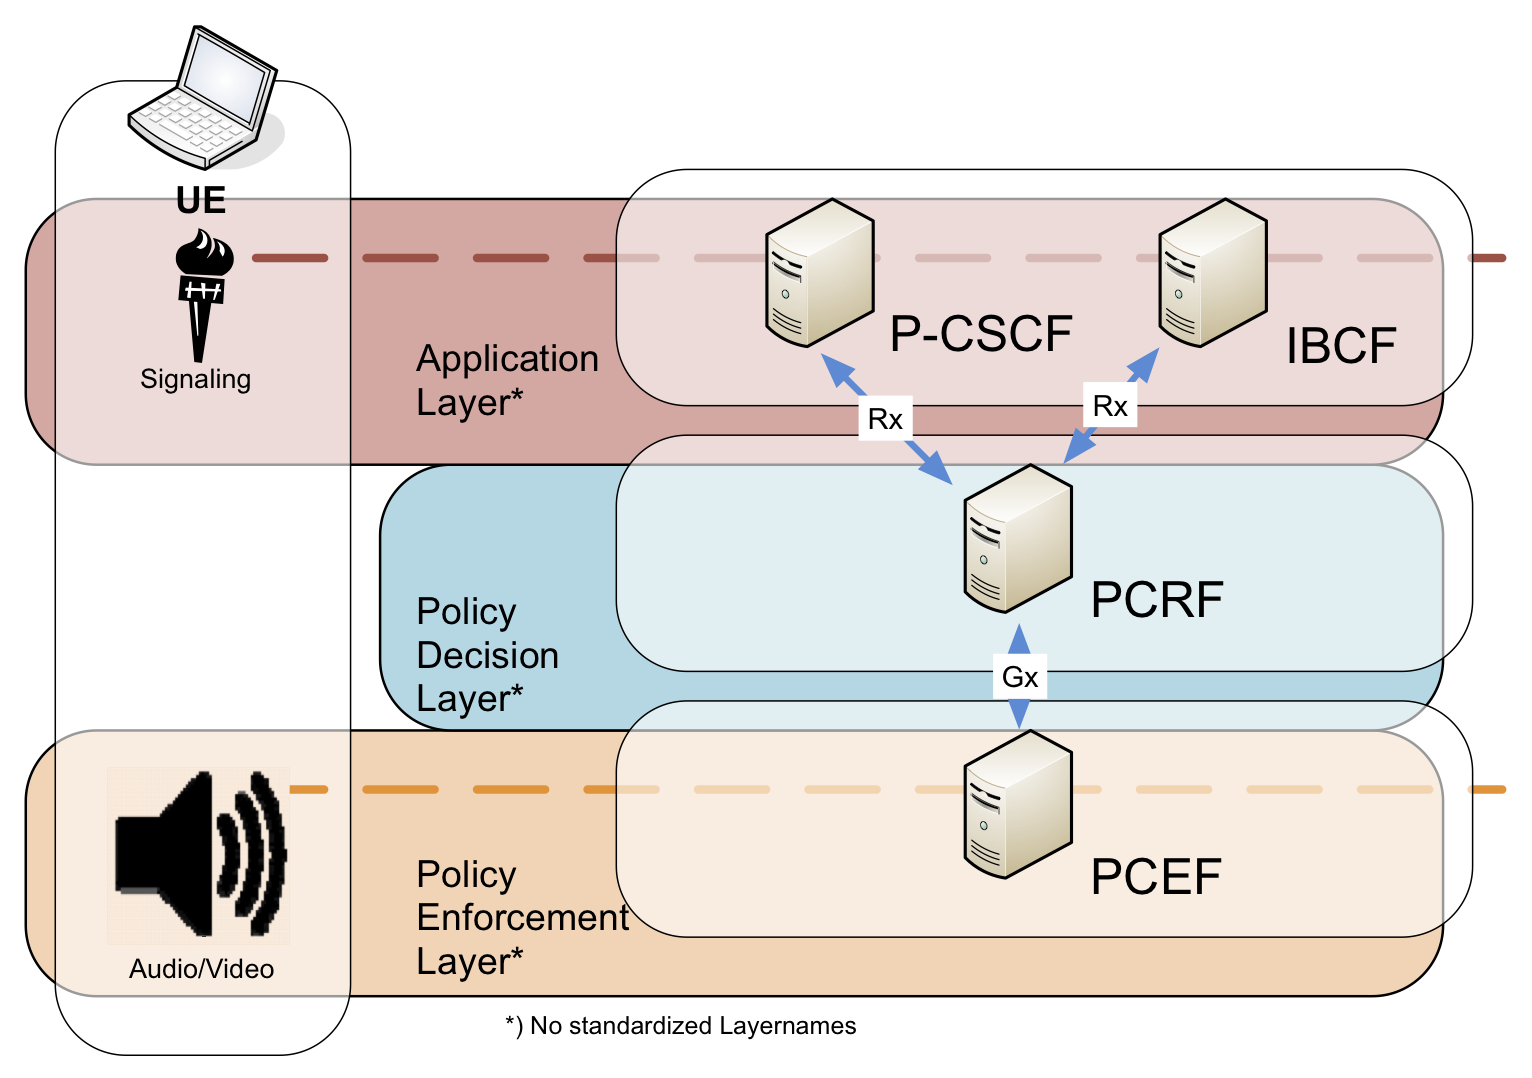 UE
Signaling
Application
Layer*
P-CSCF
IBCF
Rx
Rx
Policy
Decision
Layer*
PCRF
Gx
Policy
Enforcement
Layer*
PCEF
Audio/Video
*) No standardized Layernames